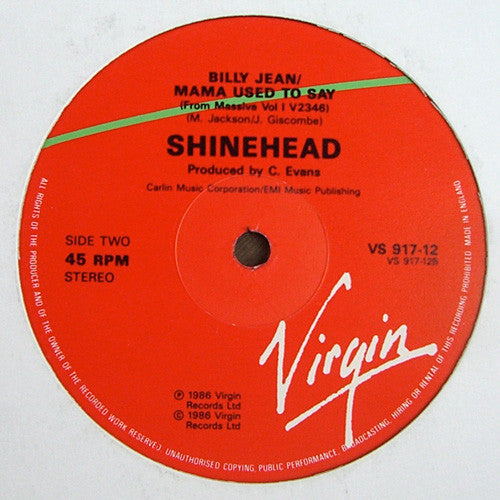 BILLY JEAN/
MAMA USED TO SAY
(From Massive Vol I V2346)
(M. Jackson/J. Giscombe)
SHINEHEAD
Produced by C. Evans
Carlin Music Corporation/EMI Music Publishing
SIDE TWO
45 RPM
STEREO
VS 917-12
VS 917-12B
Virgin
℗ 1986 Virgin
Records Ltd
© 1986 Virgin
Records Ltd
ALL RIGHTS OF THE PRODUCER AND OF THE OWNER OF THE RECORDED WORK RESERVED. UNAUTHORISED COPYING, PUBLIC PERFORMANCE, BROADCASTING, HIRING OR RENTAL OF THIS RECORDING PROHIBITED. MADE IN ENGLAND